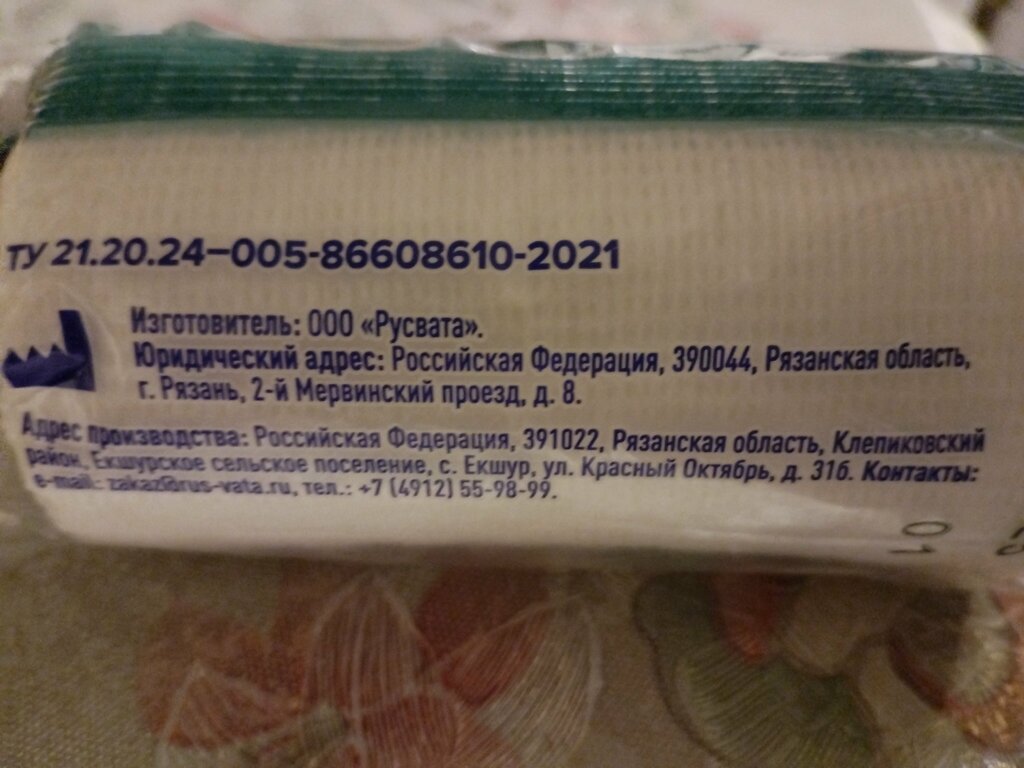 ТУ 21.20.24–005-86608610-2021
Изготовитель: ООО «Русвата».
Юридический адрес: Российская Федерация, 390044, Рязанская область,
г. Рязань, 2-й Мервинский проезд, д. 8.
Адрес производства: Российская Федерация, 391022, Рязанская область, Клепиковский
район, Екшурское сельское поселение, с. Екшур, ул. Красный Октябрь, д. 31б. Контакты:
e-mail: zakaz@rus-vata.ru, тел.: +7 (4912) 55-98-99.
01